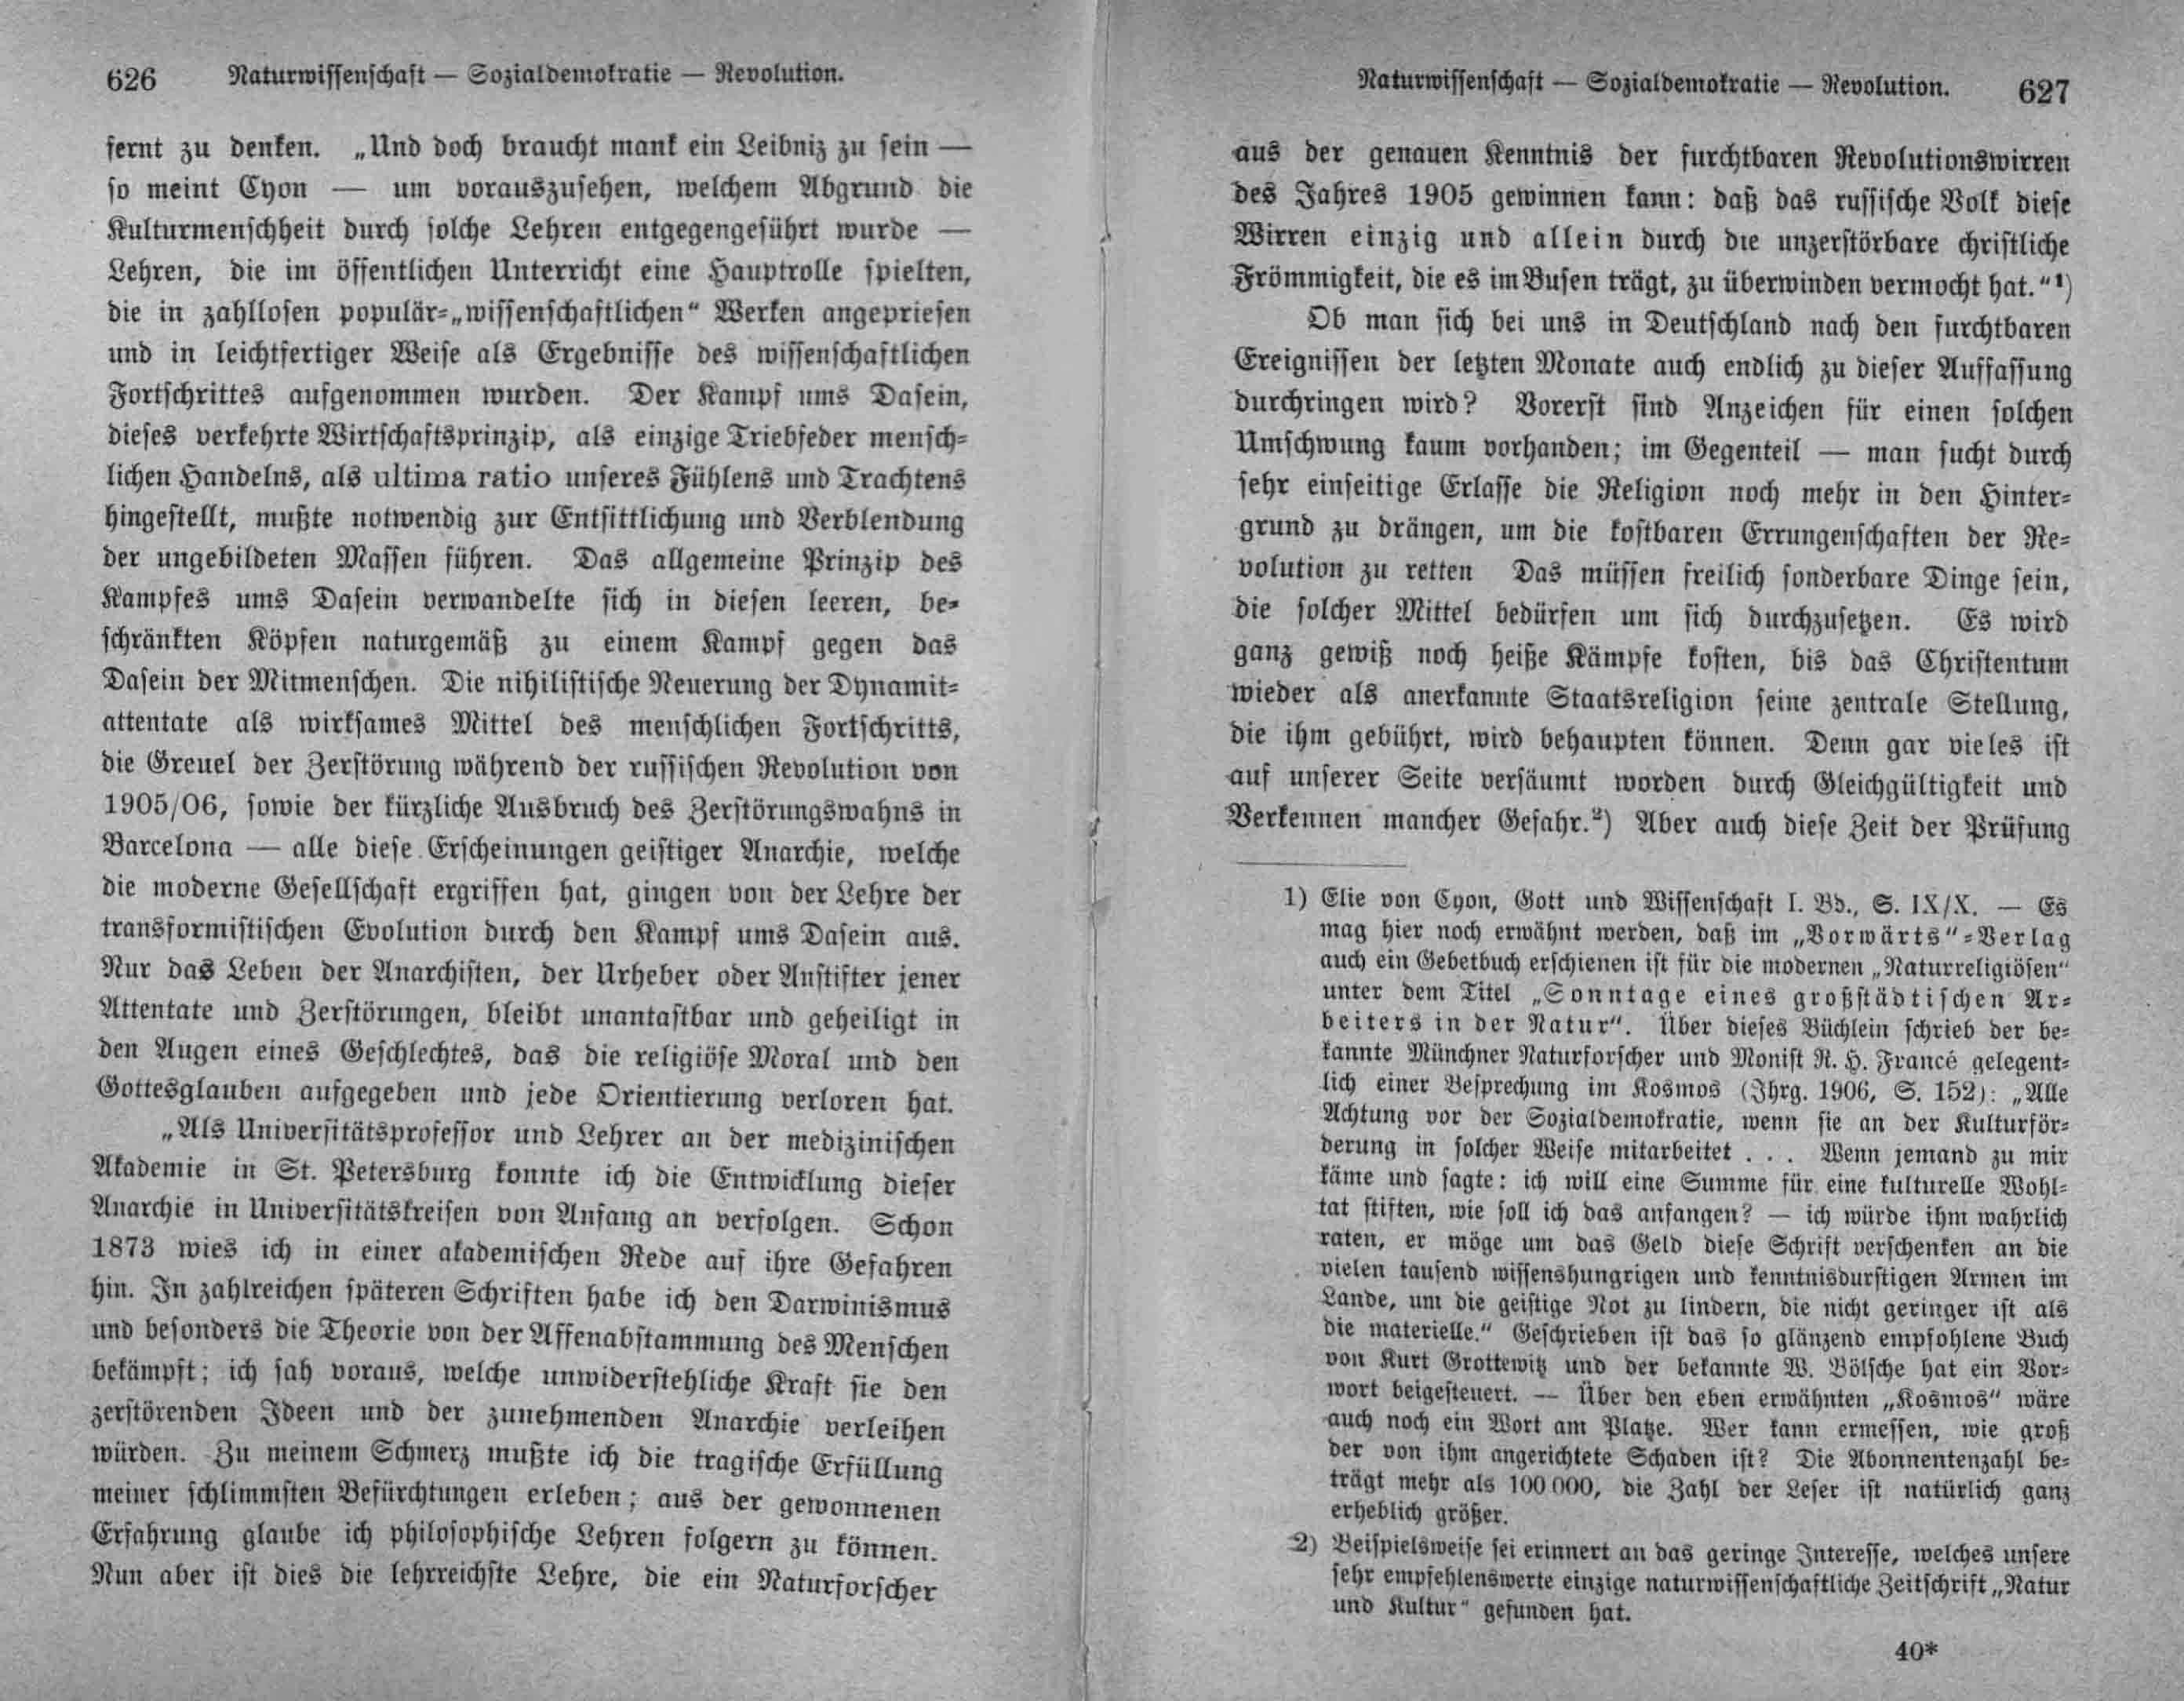 626 Naturwissenschaft — Sozialdemokratie — Revolution.
fernt zu denken. „Und doch braucht mank ein Leibniz zu sein —
so meint Cyon — um vorauszusehen, welchem Abgrund die
Kulturmenschheit durch solche Lehren entgegengeführt wurde —
Lehren, die im öffentlichen Unterricht eine Hauptrolle spielten,
die in zahllosen populär-„wissenschaftlichen“ Werken angepriesen
und in leichtfertiger Weise als Ergebnisse des wissenschaftlichen
Fortschrittes aufgenommen wurden. Der Kampf ums Dasein,
dieses verkehrte Wirtschaftsprinzip, als einzige Triebfeder mensch-
lichen Handelns, als ultima ratio unseres Fühlens und Trachtens
hingestellt, mußte notwendig zur Entsittlichung und Verblendung
der ungebildeten Massen führen. Das allgemeine Prinzip des
Kampfes ums Dasein verwandelte sich in diesen leeren, be-
schränkten Köpfen naturgemäß zu einem Kampf gegen das
Dasein der Mitmenschen. Die nihilistische Neuerung der Dynamit-
attentate als wirksames Mittel des menschlichen Fortschritts,
die Greuel der Zerstörung während der russischen Revolution von
1905/06, sowie der kürzliche Ausbruch des Zerstörungswahns in
Barcelona — alle diese Erscheinungen geistiger Anarchie, welche
die moderne Gesellschaft ergriffen hat, gingen von der Lehre der
transformistischen Evolution durch den Kampf ums Dasein aus.
Nur das Leben der Anarchisten, der Urheber oder Anstifter jener
Attentate und Zerstörungen, bleibt unantastbar und geheiligt in
den Augen eines Geschlechtes, das die religiöse Moral und den
Gottesglauben aufgegeben und jede Orientierung verloren hat.
„Als Universitätsprofessor und Lehrer an der medizinischen
Akademie in St. Petersburg konnte ich die Entwicklung dieser
Anarchie in Universitätskreisen von Anfang an verfolgen. Schon
1873 wies ich in einer akademischen Rede auf ihre Gefahren
hin. In zahlreichen späteren Schriften habe ich den Darwinismus
und besonders die Theorie von der Affenabstammung des Menschen
bekämpft; ich sah voraus, welche unwiderstehliche Kraft sie den
zerstörenden Ideen und der zunehmenden Anarchie verleihen
würden. Zu meinem Schmerz mußte ich die tragische Erfüllung
meiner schlimmsten Befürchtungen erleben; aus der gewonnenen
Erfahrung glaube ich philosophische Lehren folgern zu können.
Nun aber ist dies die lehrreichste Lehre, die ein Naturforscher
Naturwissenschaft — Sozialdemokratie — Revolution. 627
aus der genauen Kenntnis der furchtbaren Revolutionswirren
des Jahres 1905 gewinnen kann: daß das russische Volk diese
Wirren einzig und allein durch die unzerstörbare christliche
Frömmigkeit, die es im Busen trägt, zu überwinden vermocht hat.“¹)
Ob man sich bei uns in Deutschland nach den furchtbaren
Ereignissen der letzten Monate auch endlich zu dieser Auffassung
durchringen wird? Vorerst sind Anzeichen für einen solchen
Umschwung kaum vorhanden; im Gegenteil — man sucht durch
sehr einseitige Erlasse die Religion noch mehr in den Hinter-
grund zu drängen, um die kostbaren Errungenschaften der Re-
volution zu retten Das müssen freilich sonderbare Dinge sein,
die solcher Mittel bedürfen um sich durchzusetzen. Es wird
ganz gewiß noch heiße Kämpfe kosten, bis das Christentum
wieder als anerkannte Staatsreligion seine zentrale Stellung,
die ihm gebührt, wird behaupten können. Denn gar vieles ist
auf unserer Seite versäumt worden durch Gleichgültigkeit und
Verkennen mancher Gefahr.²) Aber auch diese Zeit der Prüfung
1) Elie von Cyon, Gott und Wissenschaft I. Bd., S. IX/X. — Es
mag hier noch erwähnt werden, daß im „Vorwärts“-Verlag
auch ein Gebetbuch erschienen ist für die modernen „Naturreligiösen“
unter dem Titel „Sonntage eines großstädtischen Ar-
beiters in der Natur“. Über dieses Büchlein schrieb der be-
kannte Münchner Naturforscher und Monist R. H. Francé gelegent-
lich einer Besprechung im Kosmos (Jhrg. 1906, S. 152): „Alle
Achtung vor der Sozialdemokratie, wenn sie an der Kulturför-
derung in solcher Weise mitarbeitet . . . Wenn jemand zu mir
käme und sagte: ich will eine Summe für eine kulturelle Wohl-
tat stiften, wie soll ich das anfangen? — ich würde ihm wahrlich
raten, er möge um das Geld diese Schrift verschenken an die
vielen tausend wissenshungrigen und kenntnisdurstigen Armen im
Lande, um die geistige Not zu lindern, die nicht geringer ist als
die materielle.“ Geschrieben ist das so glänzend empfohlene Buch
von Kurt Grottewitz und der bekannte W. Bölsche hat ein Vor-
wort beigesteuert. — Über den eben erwähnten „Kosmos“ wäre
auch noch ein Wort am Platze. Wer kann ermessen, wie groß
der von ihm angerichtete Schaden ist? Die Abonnentenzahl be-
trägt mehr als 100 000, die Zahl der Leser ist natürlich ganz
erheblich größer.
2) Beispielsweise sei erinnert an das geringe Interesse, welches unsere
sehr empfehlenswerte einzige naturwissenschaftliche Zeitschrift „Natur
und Kultur“ gefunden hat.
40*